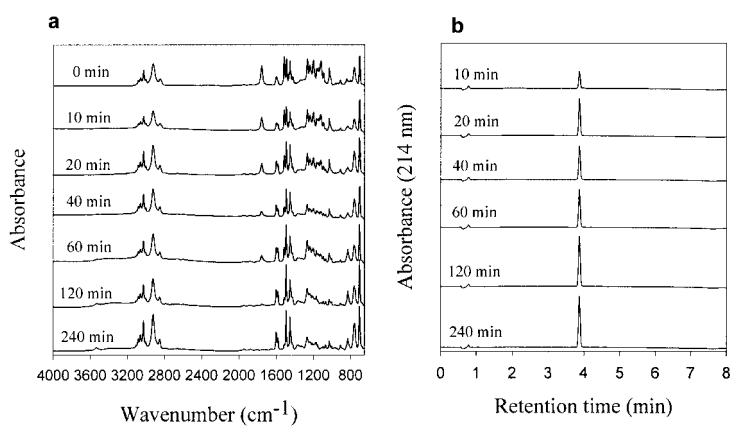 a
Absorbance
0 min
10 min
20 min
40 min
60 min
120 min
240 min
4000 3600 3200 2800 2400 2000 1600 1200 800
Wavenumber (cm-1)
b
Absorbance (214 nm)
10 min
20 min
40 min
60 min
120 min
240 min
0 1 2 3 4 5 6 7 8
Retention time (min)